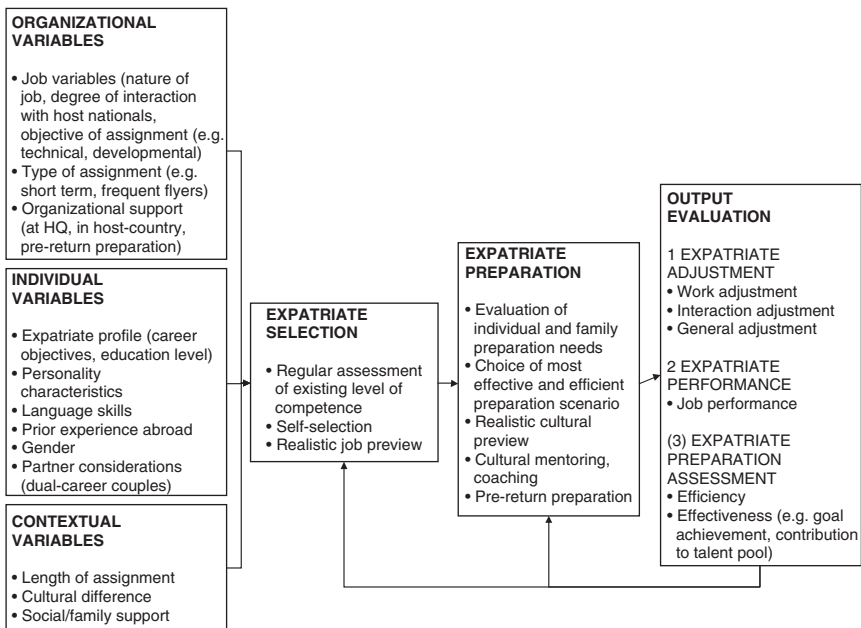 ORGANIZATIONAL
VARIABLES
• Job variables (nature of
job, degree of interaction
with host nationals,
objective of assignment (e.g.
technical, developmental)
• Type of assignment (e.g.
short term, frequent flyers)
• Organizational support
(at HQ, in host-country,
pre-return preparation)
INDIVIDUAL
VARIABLES
• Expatriate profile (career
objectives, education level)
• Personality
characteristics
• Language skills
• Prior experience abroad
• Gender
• Partner considerations
(dual-career couples)
CONTEXTUAL
VARIABLES
• Length of assignment
• Cultural difference
• Social/family support
EXPATRIATE
SELECTION
• Regular assessment
of existing level of
competence
• Self-selection
• Realistic job preview
EXPATRIATE
PREPARATION
• Evaluation of
individual and family
preparation needs
• Choice of most
effective and efficient
preparation scenario
• Realistic cultural
preview
• Cultural mentoring,
coaching
• Pre-return preparation
OUTPUT
EVALUATION
1 EXPATRIATE
ADJUSTMENT
• Work adjustment
• Interaction adjustment
• General adjustment
2 EXPATRIATE
PERFORMANCE
• Job performance
(3) EXPATRIATE
PREPARATION
ASSESSMENT
• Efficiency
• Effectiveness (e.g. goal
achievement, contribution
to talent pool)